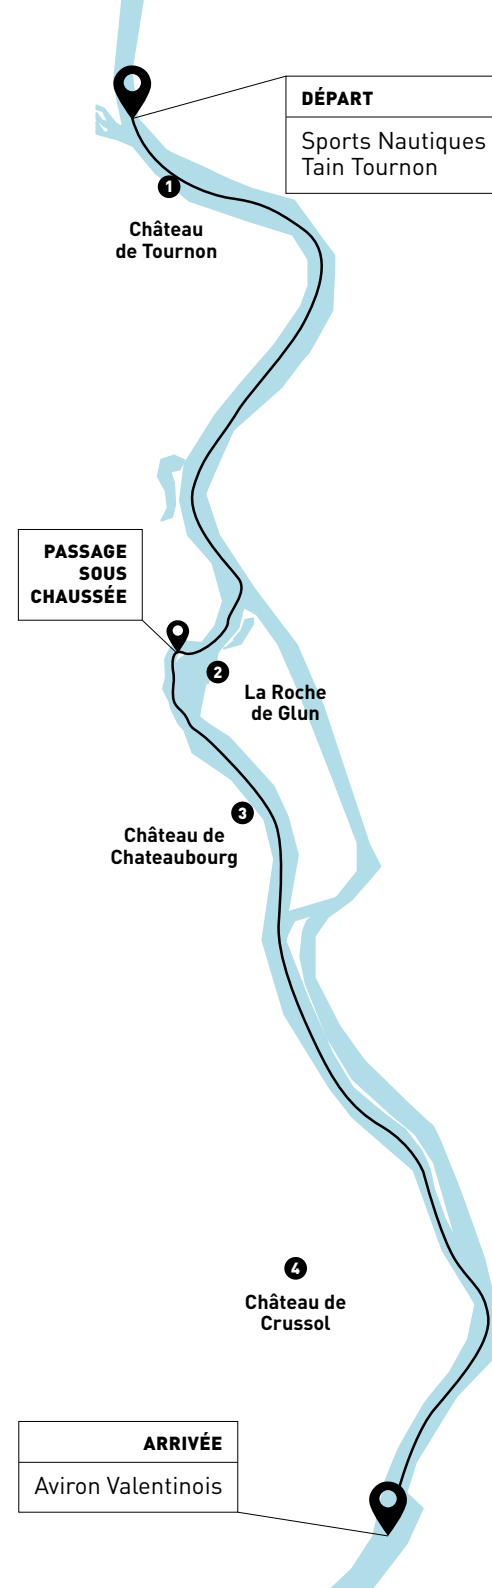 DÉPART
Sports Nautiques
Tain Tournon
1
Château
de Tournon
PASSAGE
SOUS
CHAUSSÉE
2
La Roche
de Glun
3
Château de
Chateaubourg
4
Château de
Crussol
ARRIVÉE
Aviron Valentinois